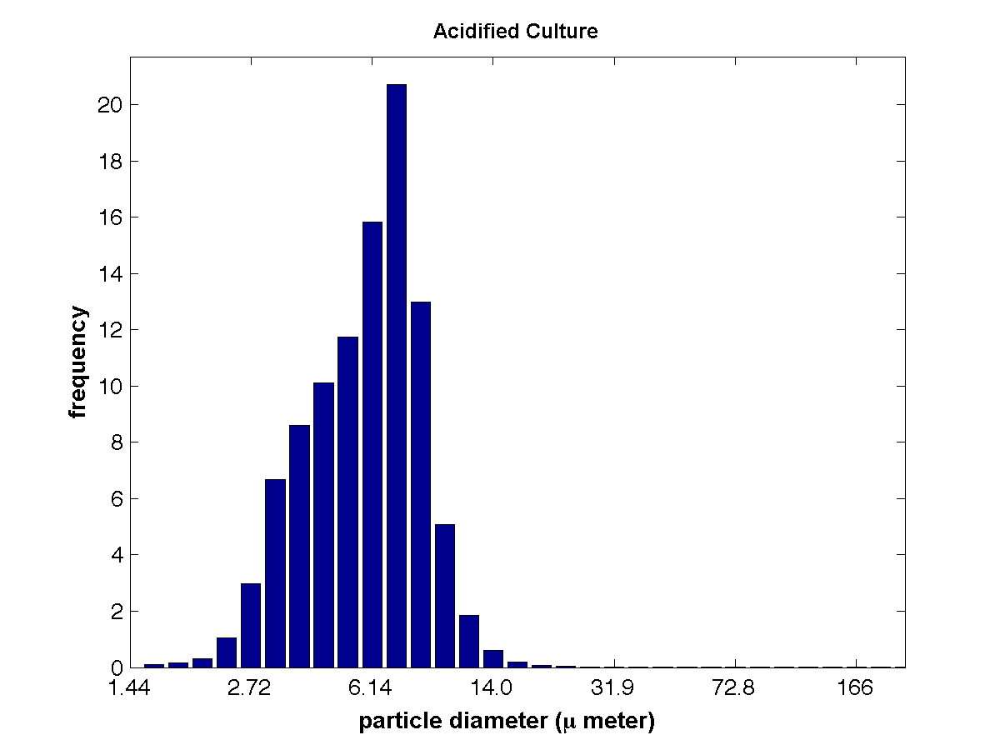 Acidified Culture
frequency
20
18
16
14
12
10
8
6
4
2
0
1.44 2.72 6.14 14.0 31.9 72.8 166
particle diameter (μ meter)